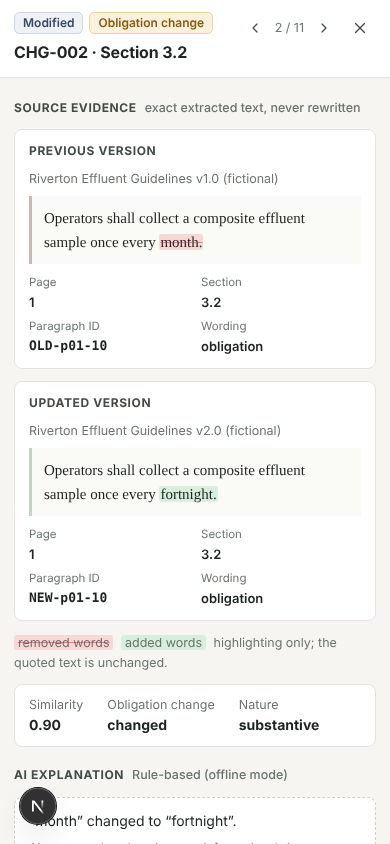 Modified Obligation change 2 / 11
CHG-002 · Section 3.2
SOURCE EVIDENCE exact extracted text, never rewritten
PREVIOUS VERSION
Riverton Effluent Guidelines v1.0 (fictional)
Operators shall collect a composite effluent
sample once every month.
Page Section
1 3.2
Paragraph ID Wording
OLD-p01-10 obligation
UPDATED VERSION
Riverton Effluent Guidelines v2.0 (fictional)
Operators shall collect a composite effluent
sample once every fortnight.
Page Section
1 3.2
Paragraph ID Wording
NEW-p01-10 obligation
removed words added words highlighting only; the
quoted text is unchanged.
Similarity Obligation change Nature
0.90 changed substantive
AI EXPLANATION Rule-based (offline mode)
N
month” changed to “fortnight”.